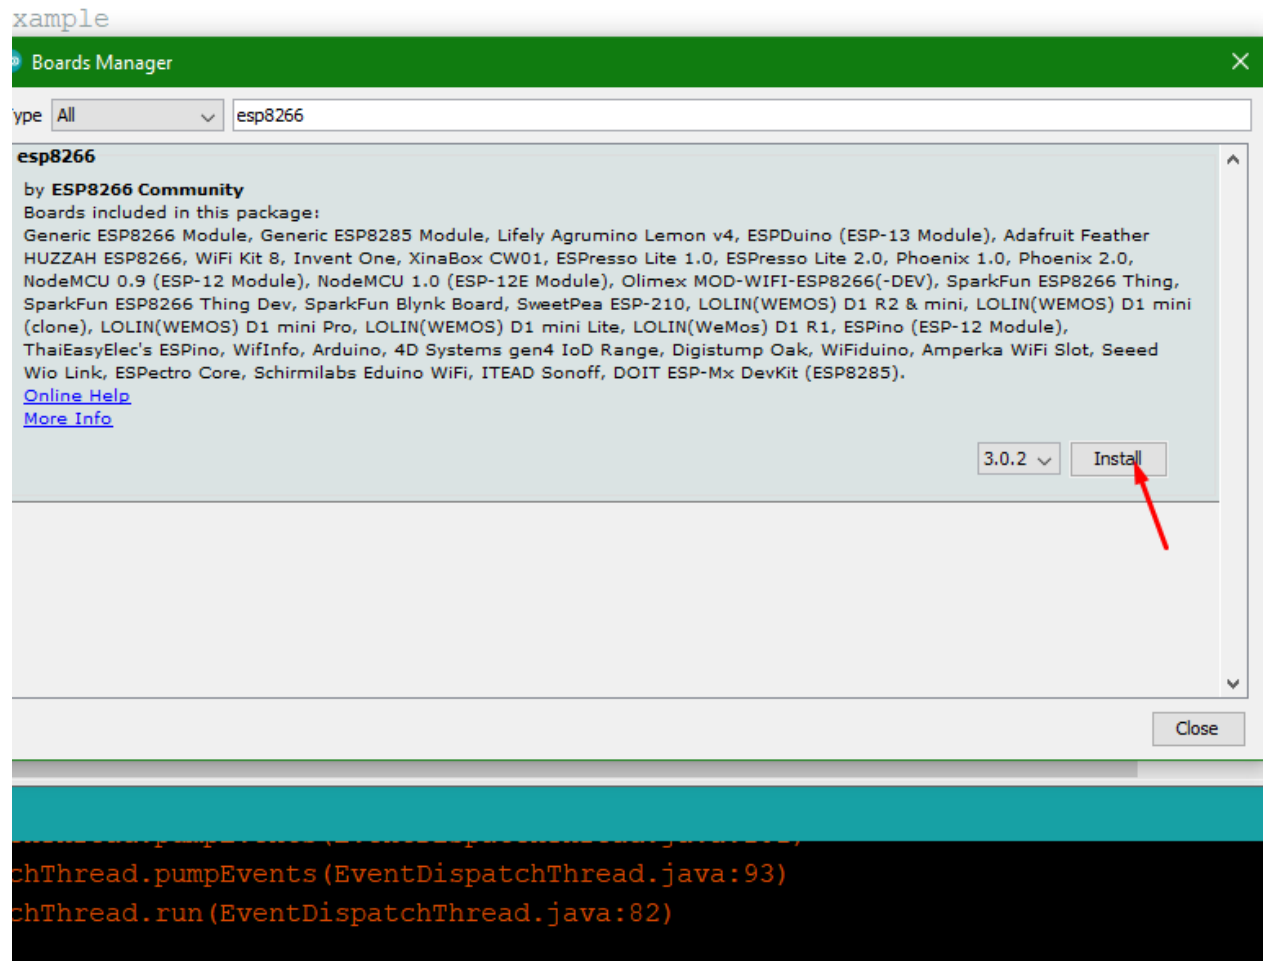 xample
Boards Manager
ype All esp8266
esp8266
by ESP8266 Community
Boards included in this package:
Generic ESP8266 Module, Generic ESP8285 Module, Lifely Agrumino Lemon v4, ESPDuino (ESP-13 Module), Adafruit Feather
HUZZAH ESP8266, WiFi Kit 8, Invent One, XinaBox CW01, ESPresso Lite 1.0, ESPresso Lite 2.0, Phoenix 1.0, Phoenix 2.0,
NodeMCU 0.9 (ESP-12 Module), NodeMCU 1.0 (ESP-12E Module), Olimex MOD-WIFI-ESP8266(-DEV), SparkFun ESP8266 Thing,
SparkFun ESP8266 Thing Dev, SparkFun Blynk Board, SweetPea ESP-210, LOLIN(WEMOS) D1 R2 & mini, LOLIN(WEMOS) D1 mini
(clone), LOLIN(WEMOS) D1 mini Pro, LOLIN(WEMOS) D1 mini Lite, LOLIN(WeMos) D1 R1, ESPino (ESP-12 Module),
ThaiEasyElec's ESPino, WifInfo, Arduino, 4D Systems gen4 IoD Range, Digistump Oak, WiFiduino, Amperka WiFi Slot, Seeed
Wio Link, ESPectro Core, Schirmilabs Eduino WiFi, ITEAD Sonoff, DOIT ESP-Mx DevKit (ESP8285).
Online Help
More Info
3.0.2 Install
Close
chThread.pumpEvents(EventDispatchThread.java:93)
chThread.run(EventDispatchThread.java:82)